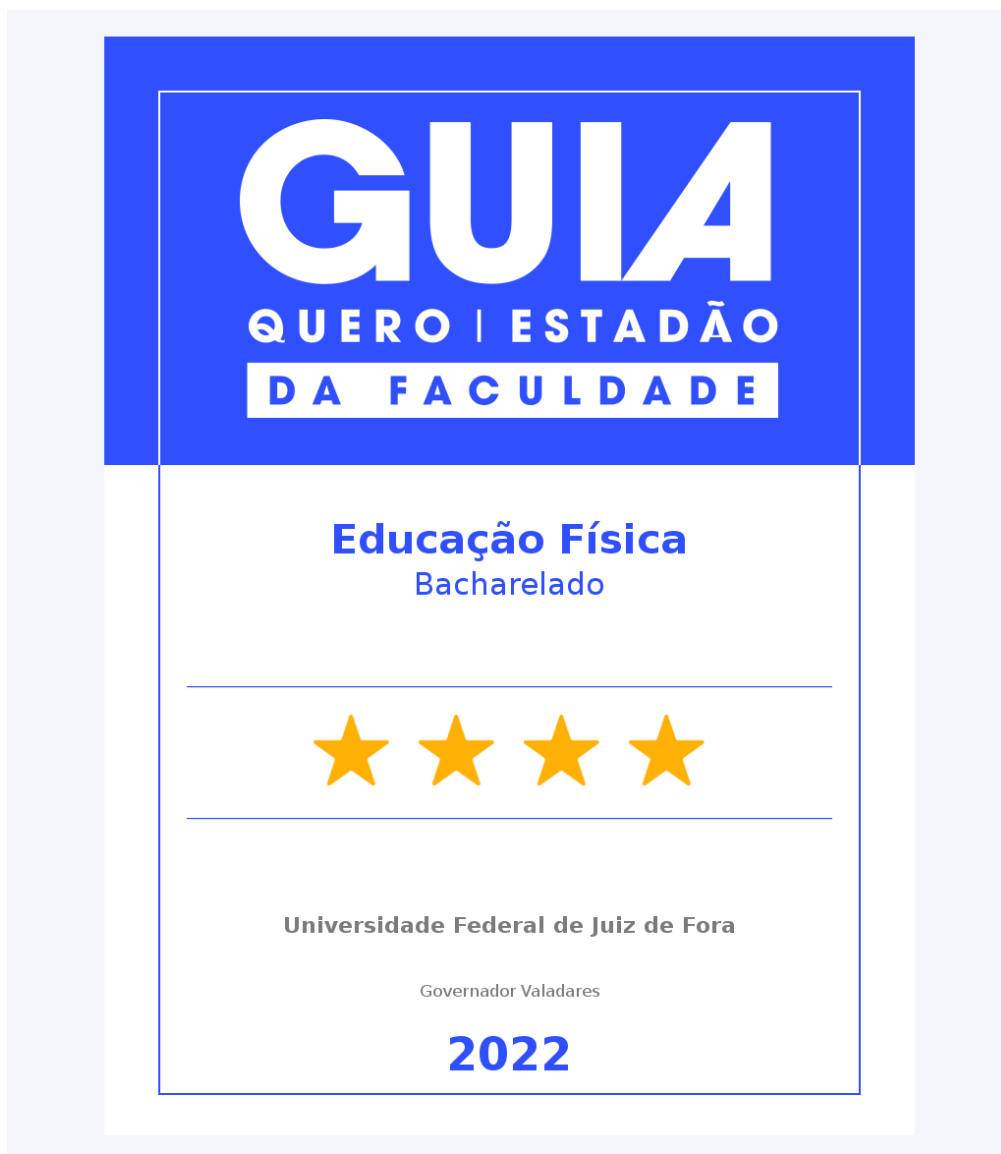 GUIA
QUERO | ESTADÃO
DA FACULDADE
Educação Física
Bacharelado
Universidade Federal de Juiz de Fora
Governador Valadares
2022